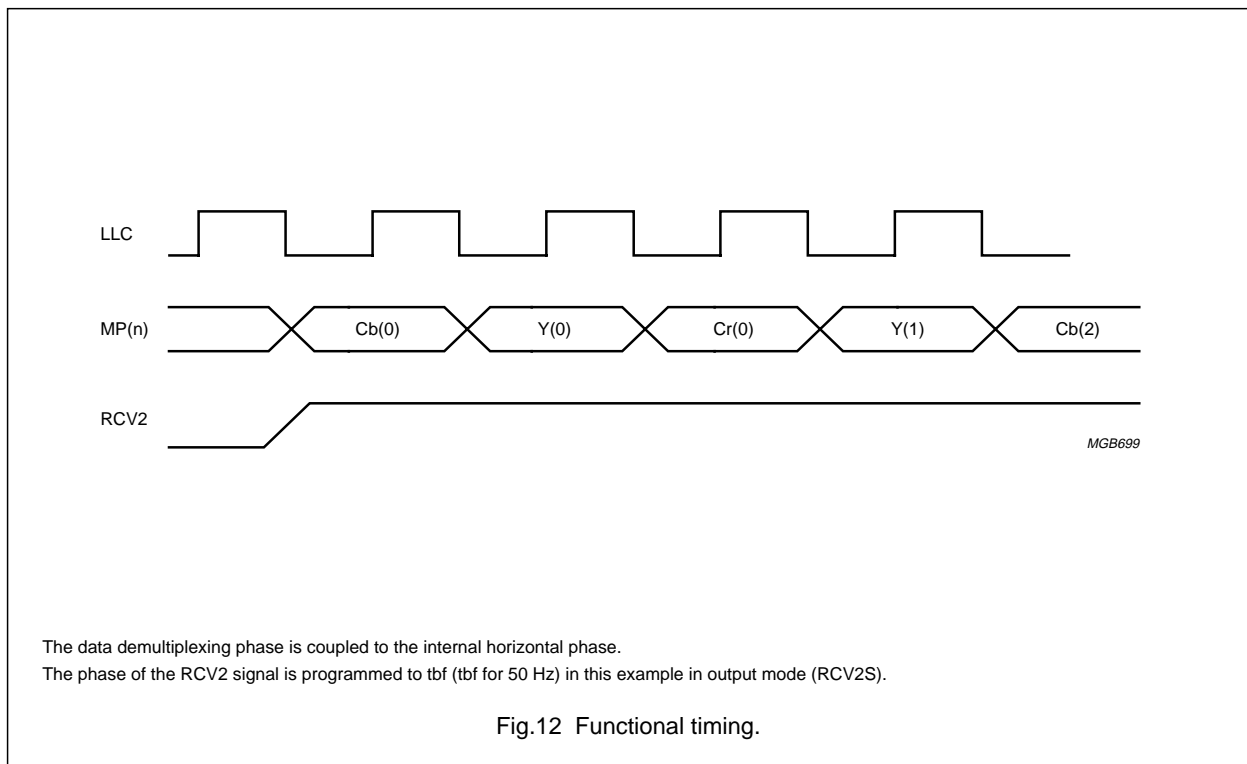 LLC
MP(n)
Cb(0)
Y(0)
Cr(0)
Y(1)
Cb(2)
RCV2
MGB699
The data demultiplexing phase is coupled to the internal horizontal phase.
The phase of the RCV2 signal is programmed to tbf (tbf for 50 Hz) in this example in output mode (RCV2S).
Fig.12 Functional timing.